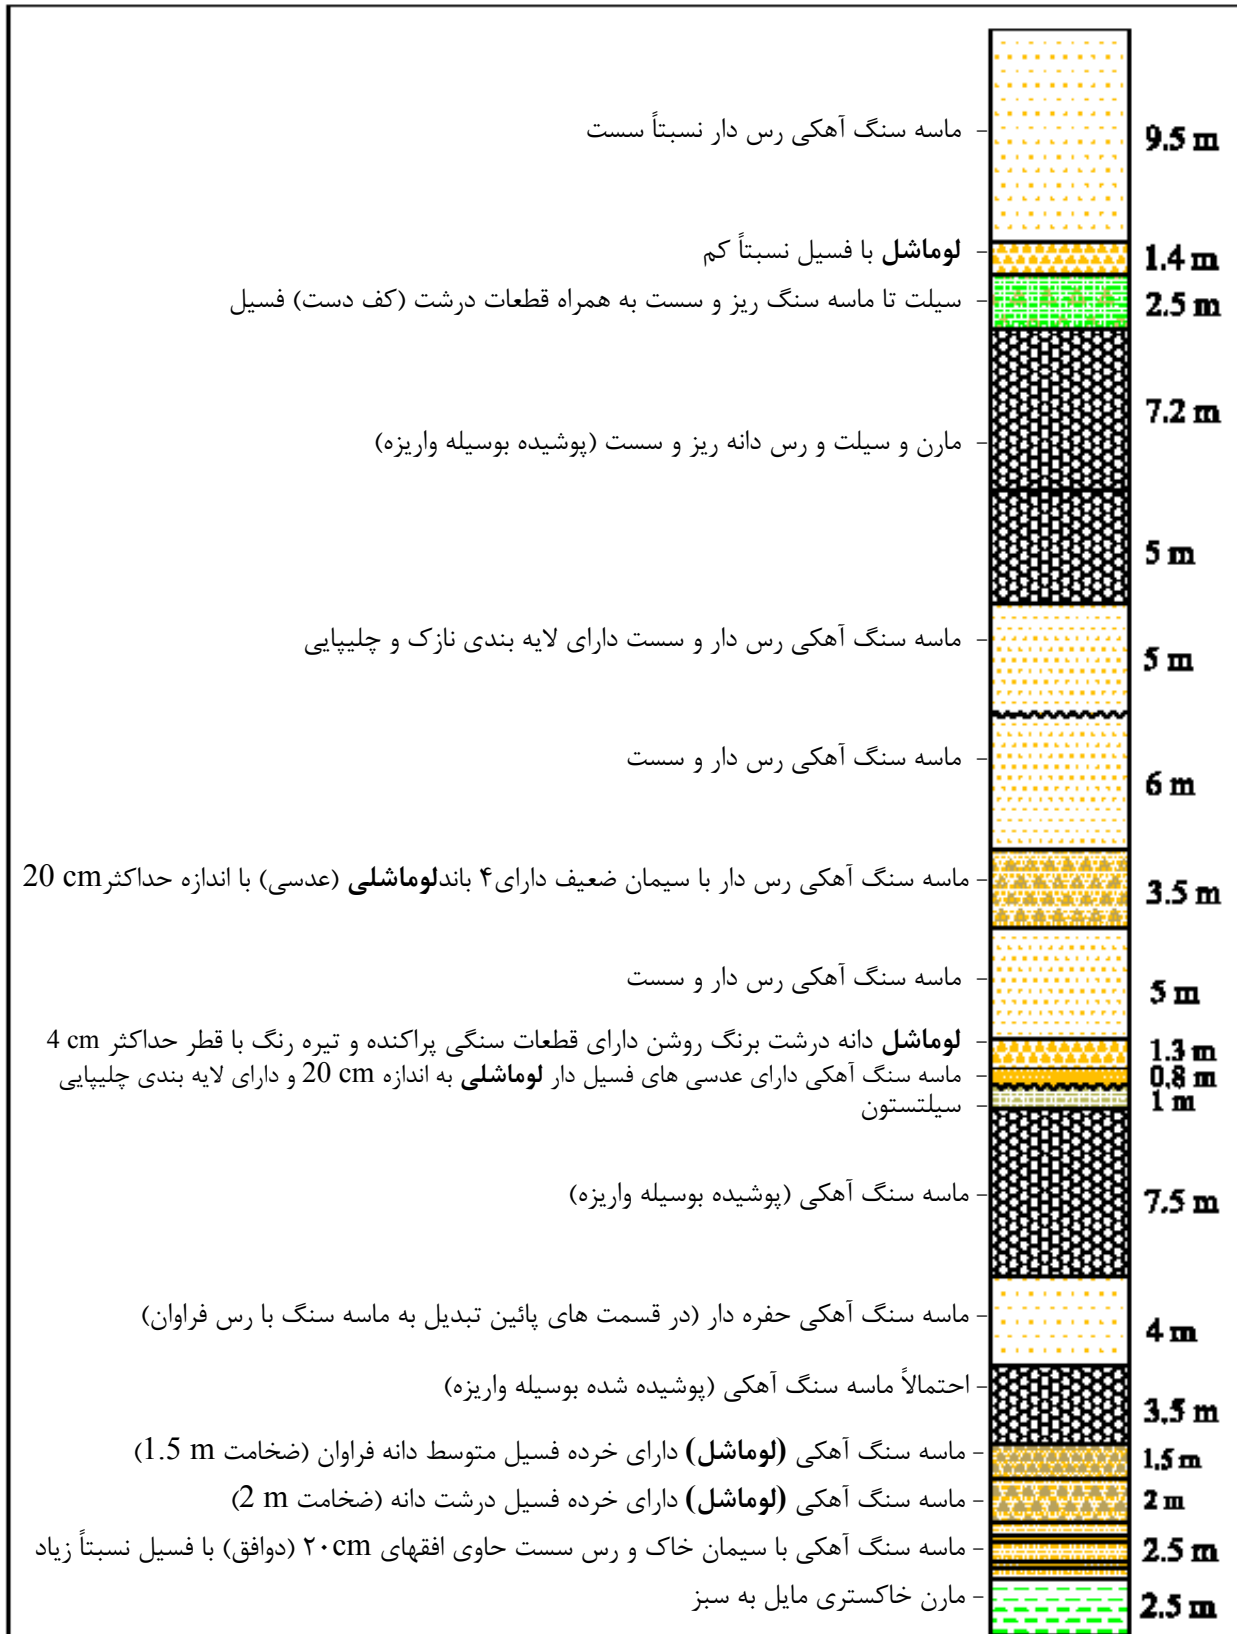 - ماسه سنگ آهکی رس دار نسبتاً سست
9.5 m
- لوماشل با فسیل نسبتاً کم
1.4 m
- سیلت تا ماسه سنگ ریز و سست به همراه قطعات درشت (کف دست) فسیل
2.5 m
7.2 m
- مارن و سیلت و رس دانه ریز و سست (پوشیده بوسیله واریزه)
5 m
- ماسه سنگ آهکی رس دار و سست دارای لایه بندی نازک و چلیپایی
5 m
- ماسه سنگ آهکی رس دار و سست
6 m
- ماسه سنگ آهکی رس دار با سیمان ضعیف دارای۴ باندلوماشلی (عدسی) با اندازه حداکثر20 cm
3.5 m
- ماسه سنگ آهکی رس دار و سست
5 m
- لوماشل دانه درشت برنگ روشن دارای قطعات سنگی پراکنده و تیره رنگ با قطر حداکثر 4 cm
1.3 m
- ماسه سنگ آهکی دارای عدسی های فسیل دار لوماشلی به اندازه 20 cm و دارای لایه بندی چلیپایی
0.8 m
- سیلتستون
1 m
- ماسه سنگ آهکی (پوشیده بوسیله واریزه)
7.5 m
- ماسه سنگ آهکی حفره دار (در قسمت های پائین تبدیل به ماسه سنگ با رس فراوان)
4 m
- احتمالاً ماسه سنگ آهکی (پوشیده شده بوسیله واریزه)
3.5 m
- ماسه سنگ آهکی (لوماشل) دارای خرده فسیل متوسط دانه فراوان (ضخامت 1.5 m)
1.5 m
- ماسه سنگ آهکی (لوماشل) دارای خرده فسیل درشت دانه (ضخامت 2 m)
2 m
- ماسه سنگ آهکی با سیمان خاک و رس سست حاوی افقهای ۲۰cm (دوافق) با فسیل نسبتاً زیاد
2.5 m
- مارن خاکستری مایل به سبز
2.5 m